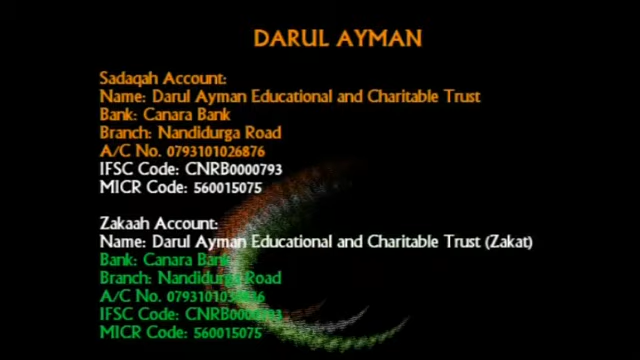 DARUL AYMAN
Sadaqah Account:
Name: Darul Ayman Educational and Charitable Trust
Bank: Canara Bank
Branch: Nandidurga Road
A/C No. 0793101026876
IFSC Code: CNRB0000793
MICR Code: 560015075
Zakaah Account:
Name: Darul Ayman Educational and Charitable Trust (Zakat)
Bank: Canara Bank
Branch: Nandidurga Road
A/C No.
IFSC Code: CNRB0000793
MICR Code: 560015075